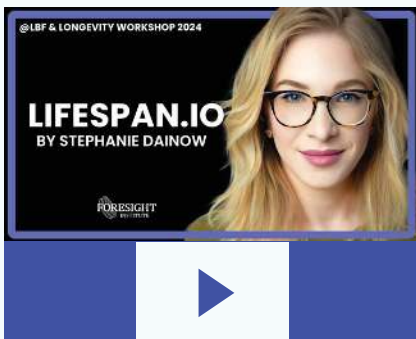 @LBF & LONGEVITY WORKSHOP 2024
LIFESPAN.IO
BY STEPHANIE DAINOW
FORESIGHT
INSTITUTE